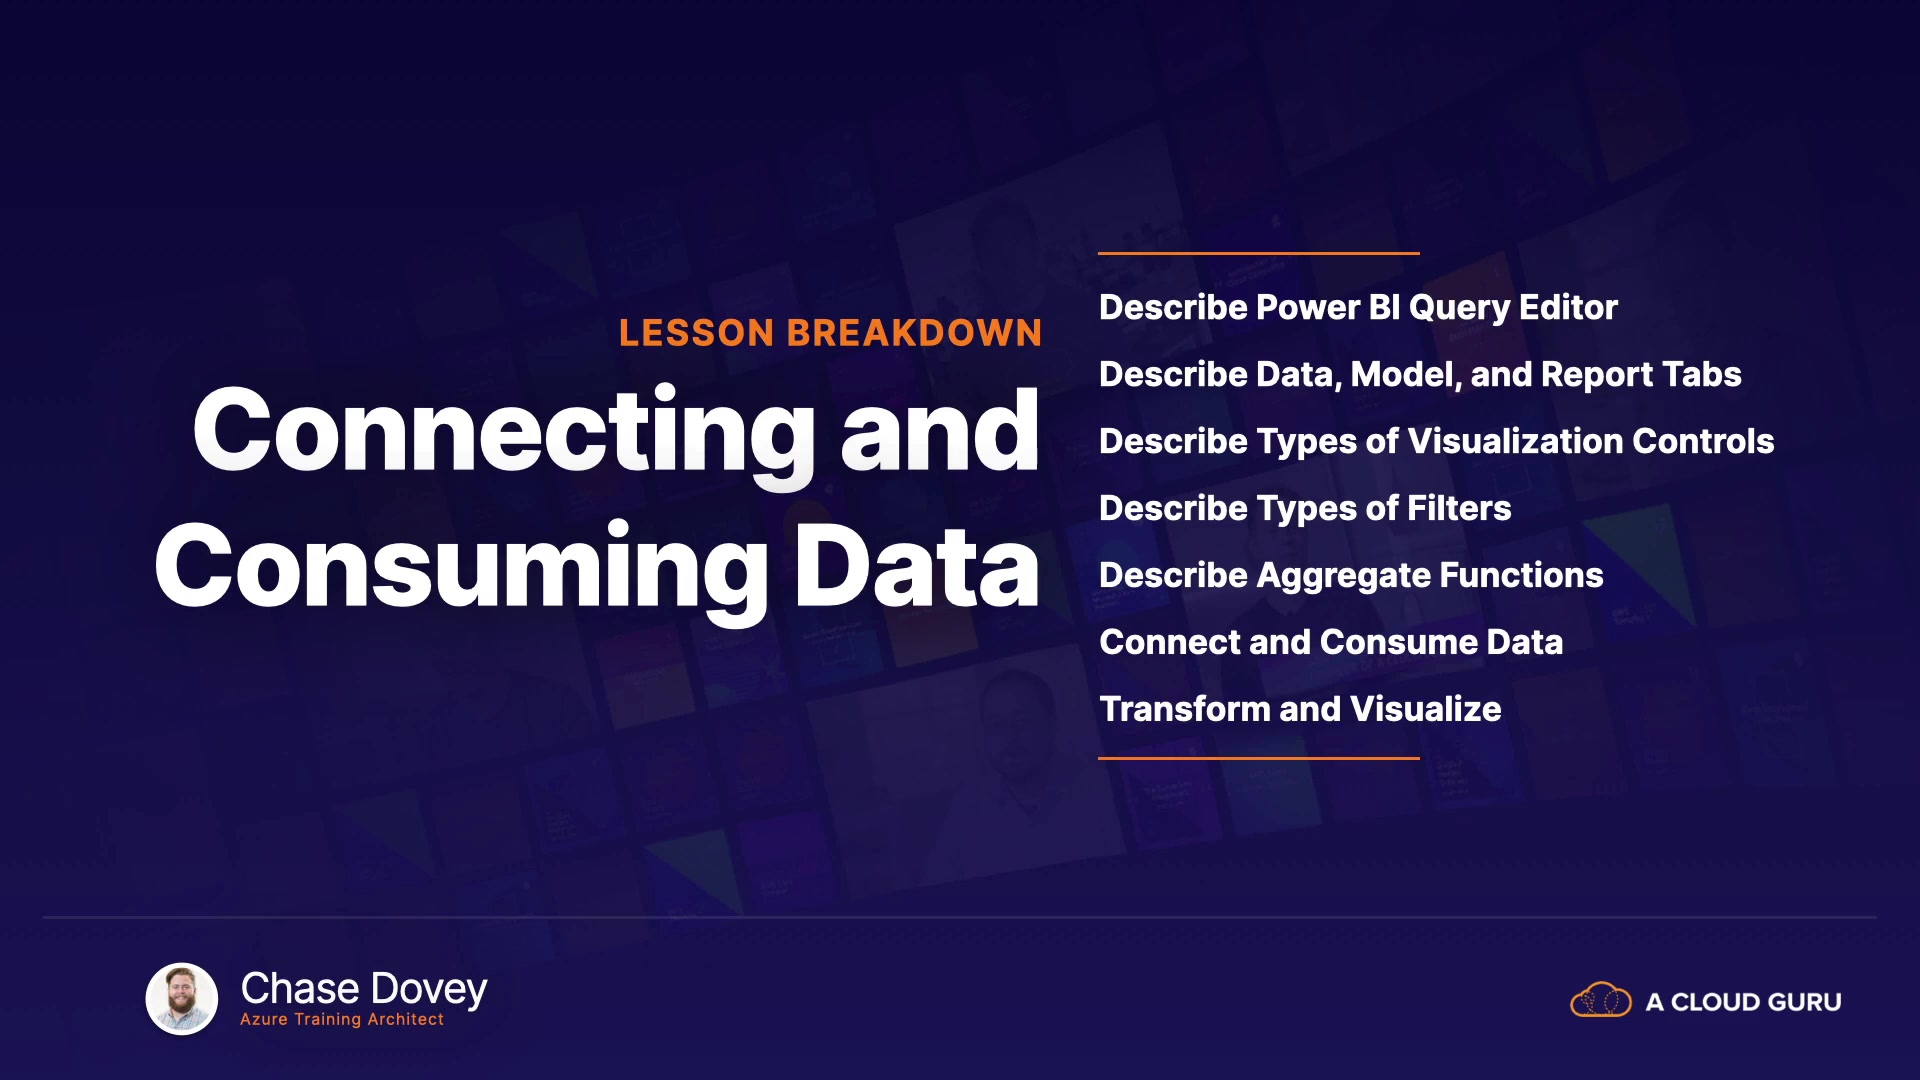 LESSON BREAKDOWN
Connecting and
Consuming Data
Describe Power BI Query Editor
Describe Data, Model, and Report Tabs
Describe Types of Visualization Controls
Describe Types of Filters
Describe Aggregate Functions
Connect and Consume Data
Transform and Visualize
Chase Dovey
Azure Training Architect
A CLOUD GURU